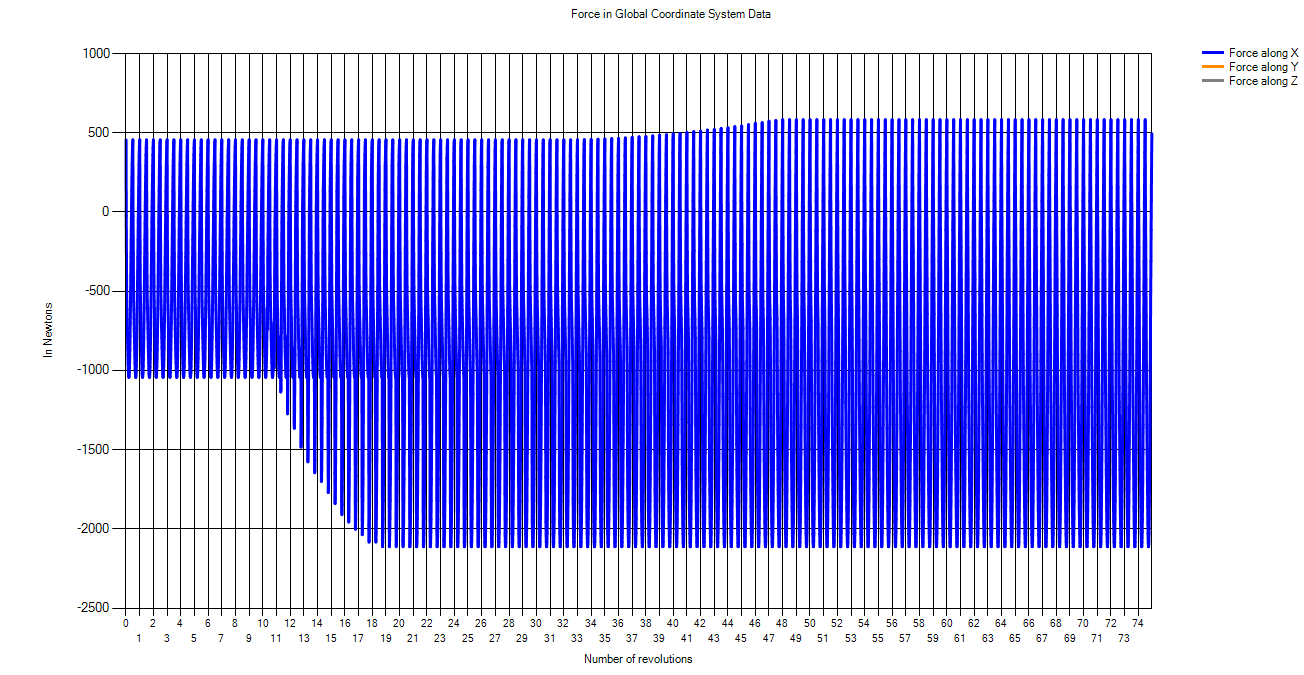 Force in Global Coordinate System Data
Force along X
Force along Y
Force along Z
1000
500
0
-500
-1000
-1500
-2000
-2500
In Newtons
0 2 4 6 8 10 12 14 16 18 20 22 24 26 28 30 32 34 36 38 40 42 44 46 48 50 52 54 56 58 60 62 64 66 68 70 72 74
1 3 5 7 9 11 13 15 17 19 21 23 25 27 29 31 33 35 37 39 41 43 45 47 49 51 53 55 57 59 61 63 65 67 69 71 73
Number of revolutions